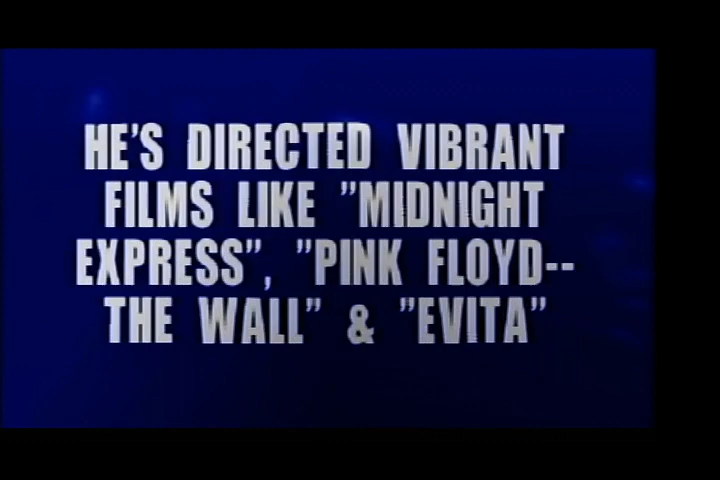 HE'S DIRECTED VIBRANT
FILMS LIKE "MIDNIGHT
EXPRESS", "PINK FLOYD--
THE WALL" & "EVITA"